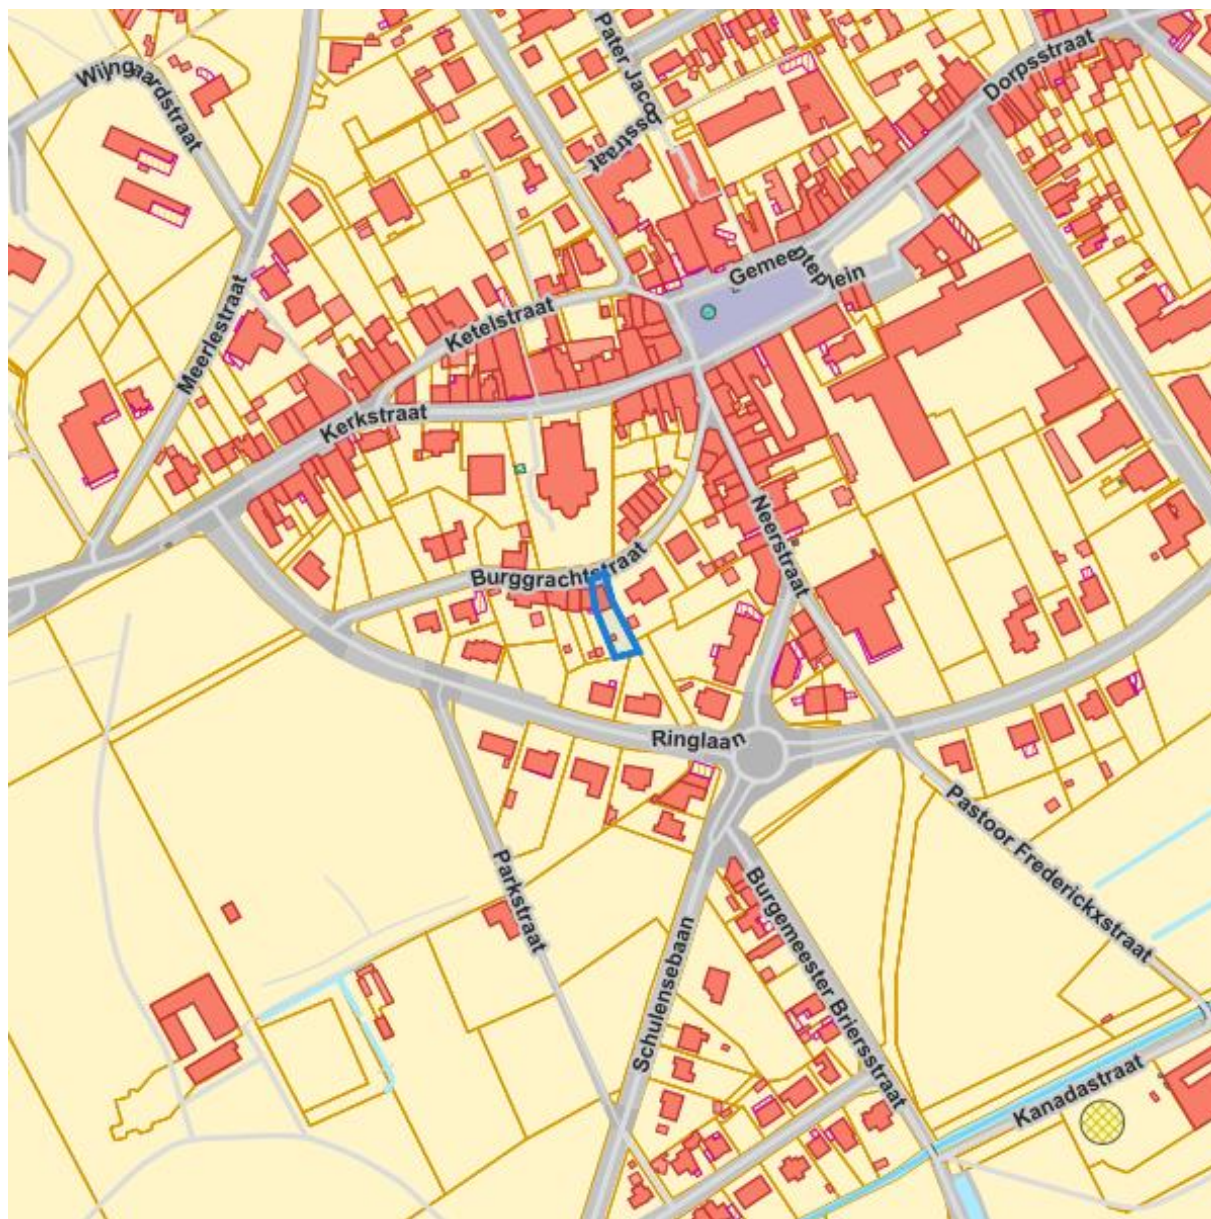 Wijngaardstraat
Pater Jacobsstraat
Dorpsstraat
Gemeenteplein
Meerlestraat
Ketelstraat
Kerkstraat
Neerstraat
Burggrachtstraat
Ringlaan
Pastoor Frederickxstraat
Parkstraat
Burgemeester Briersstraat
Schulensebaan
Kanadastraat